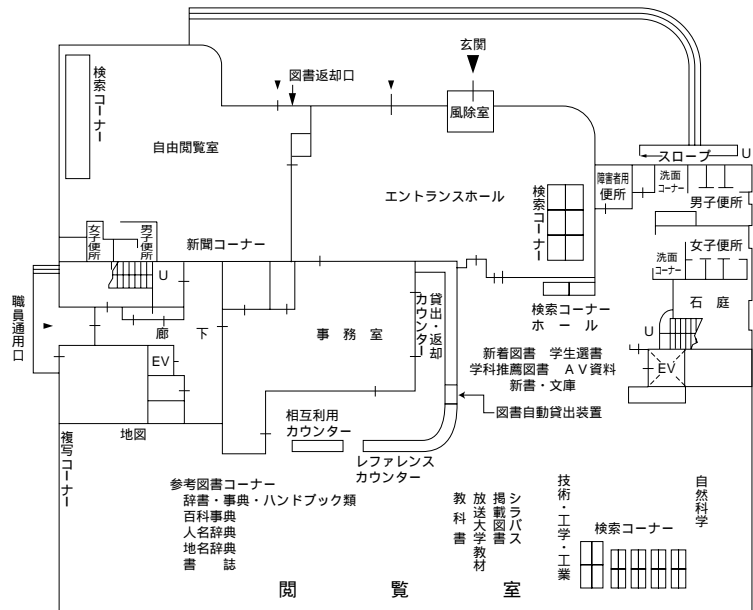 玄関
検索コーナー
図書返却口
風除室
自由閲覧室
スロープ
U
エントランスホール
検索コーナー
障害者用
便所
洗面
コーナー
男子便所
女子便所
男子便所
新聞コーナー
女子便所
洗面
コーナー
U
職員通用口
廊下
事務室
貸出・返却
カウンター
検索コーナー
ホール
石庭
U
新着図書 学生選書
学科推薦図書 AV資料
新書・文庫
EV
EV
図書自動貸出装置
相互利用
カウンター
地図
複写コーナー
レファレンス
カウンター
参考図書コーナー
辞書・事典・ハンドブック類
百科事典
人名辞典
地名辞典
書誌
シラバス
掲載図書
放送大学教材
教科書
技術・工学・工業
自然科学
検索コーナー
閲覧室